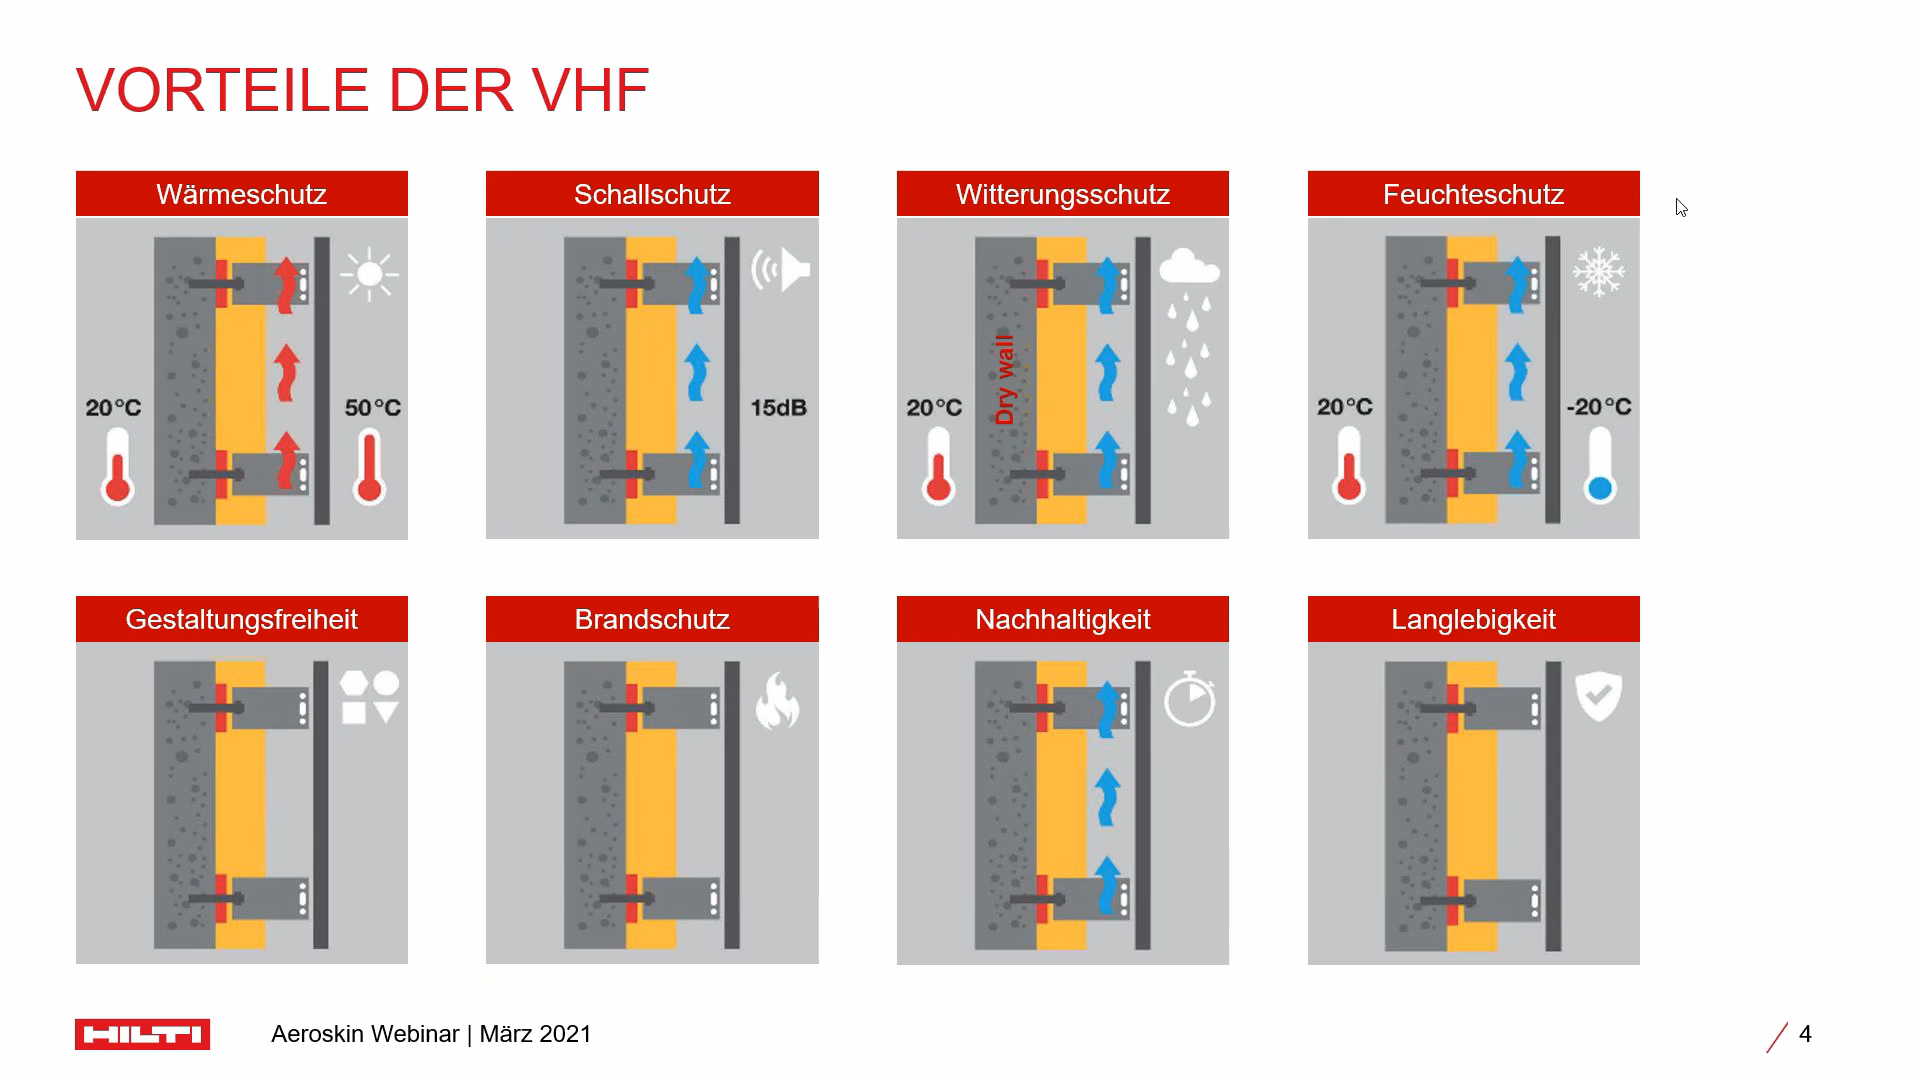 VORTEILE DER VHF
Wärmeschutz
Schallschutz
Witterungsschutz
Feuchteschutz
20°C
50°C
15dB
20°C
Dry wall
20°C
-20°C
Gestaltungsfreiheit
Brandschutz
Nachhaltigkeit
Langlebigkeit
HILTI
Aeroskin Webinar | März 2021
4